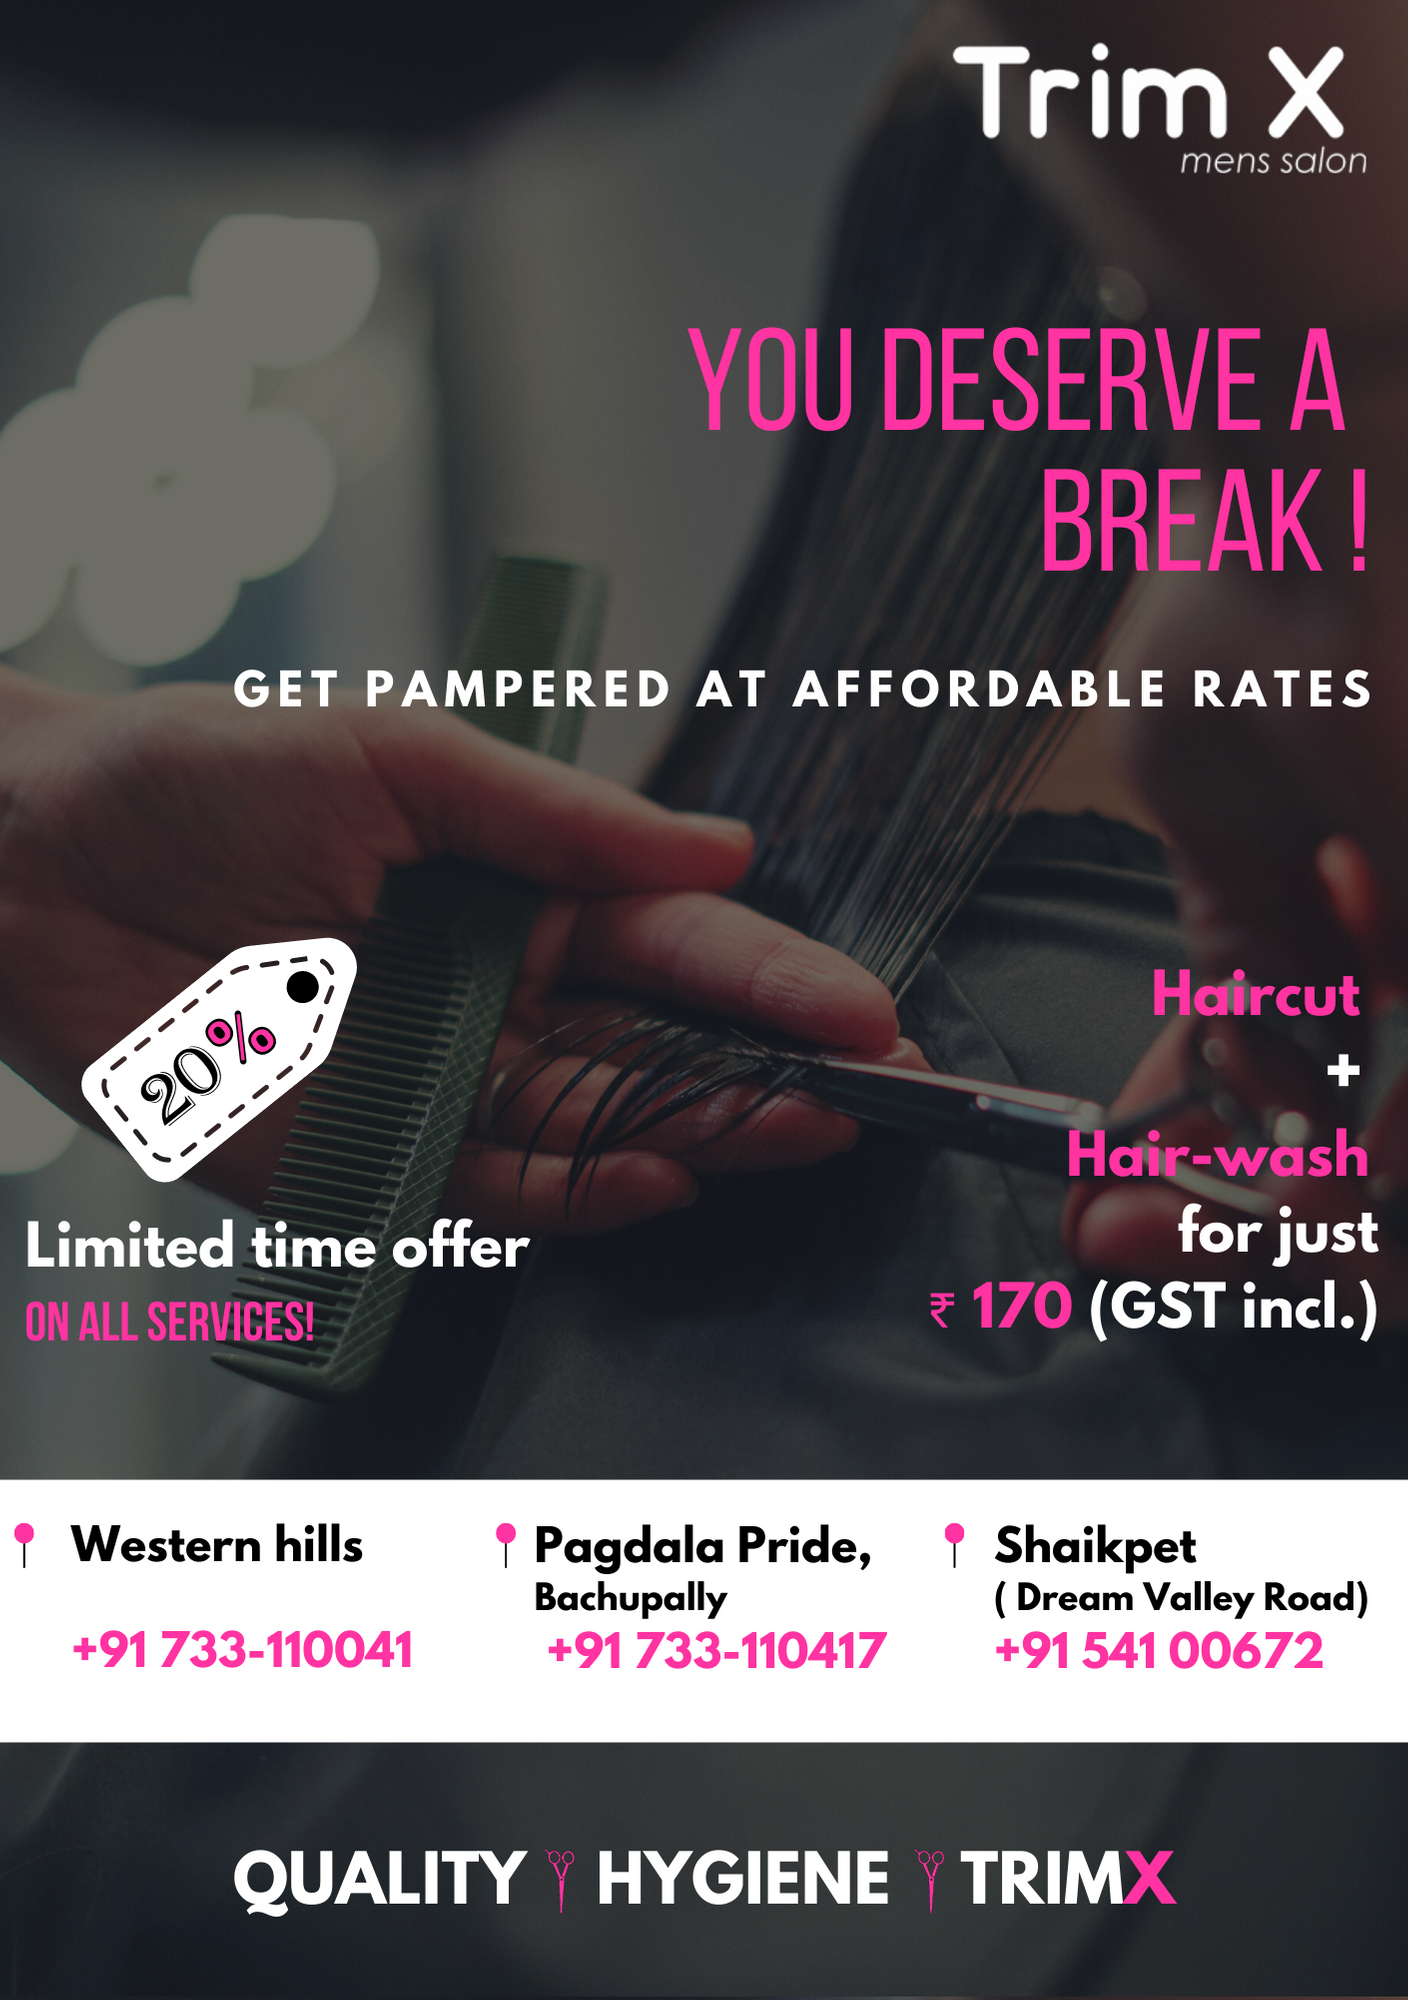 Trim X
mens salon
YOU DESERVE A
BREAK !
GET PAMPERED AT AFFORDABLE RATES
20%
Limited time offer
ON ALL SERVICES!
Haircut
+
Hair-wash
for just
₹ 170 (GST incl.)
Western hills
+91 733-110041
Pagdala Pride,
Bachupally
+91 733-110417
Shaikpet
( Dream Valley Road)
+91 541 00672
QUALITY HYGIENE TRIMX